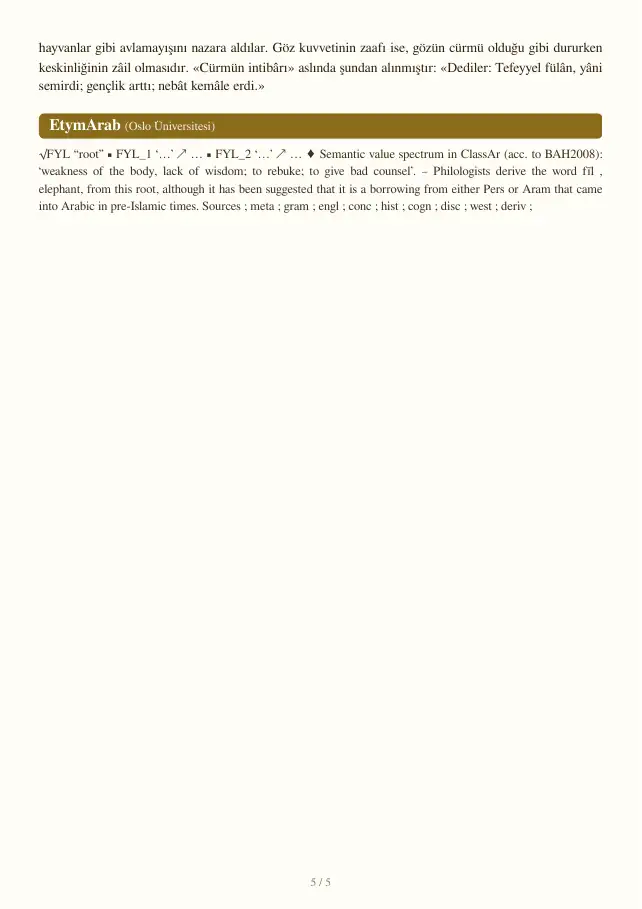 hayvanlar gibi avlamayışını nazara aldılar. Göz kuvvetinin zaafı ise, gözün cürmü olduğu gibi dururken
keskinliğinin zâil olmasıdır. «Cürmün intibârı» aslında şundan alınmıştır: «Dediler: Tefeyyel fülân, yâni
semirdi; gençlik arttı; nebât kemâle erdi.»
EtymArab (Oslo Üniversitesi)
√FYL “root” ▪ FYL_1 ‘…’ ↗ … ▪ FYL_2 ‘…’ ↗ … ♦ Semantic value spectrum in ClassAr (acc. to BAH2008):
‘weakness of the body, lack of wisdom; to rebuke; to give bad counsel’. – Philologists derive the word fīl ,
elephant, from this root, although it has been suggested that it is a borrowing from either Pers or Aram that came
into Arabic in pre-Islamic times. Sources ; meta ; gram ; engl ; conc ; hist ; cogn ; disc ; west ; deriv ;
5 / 5